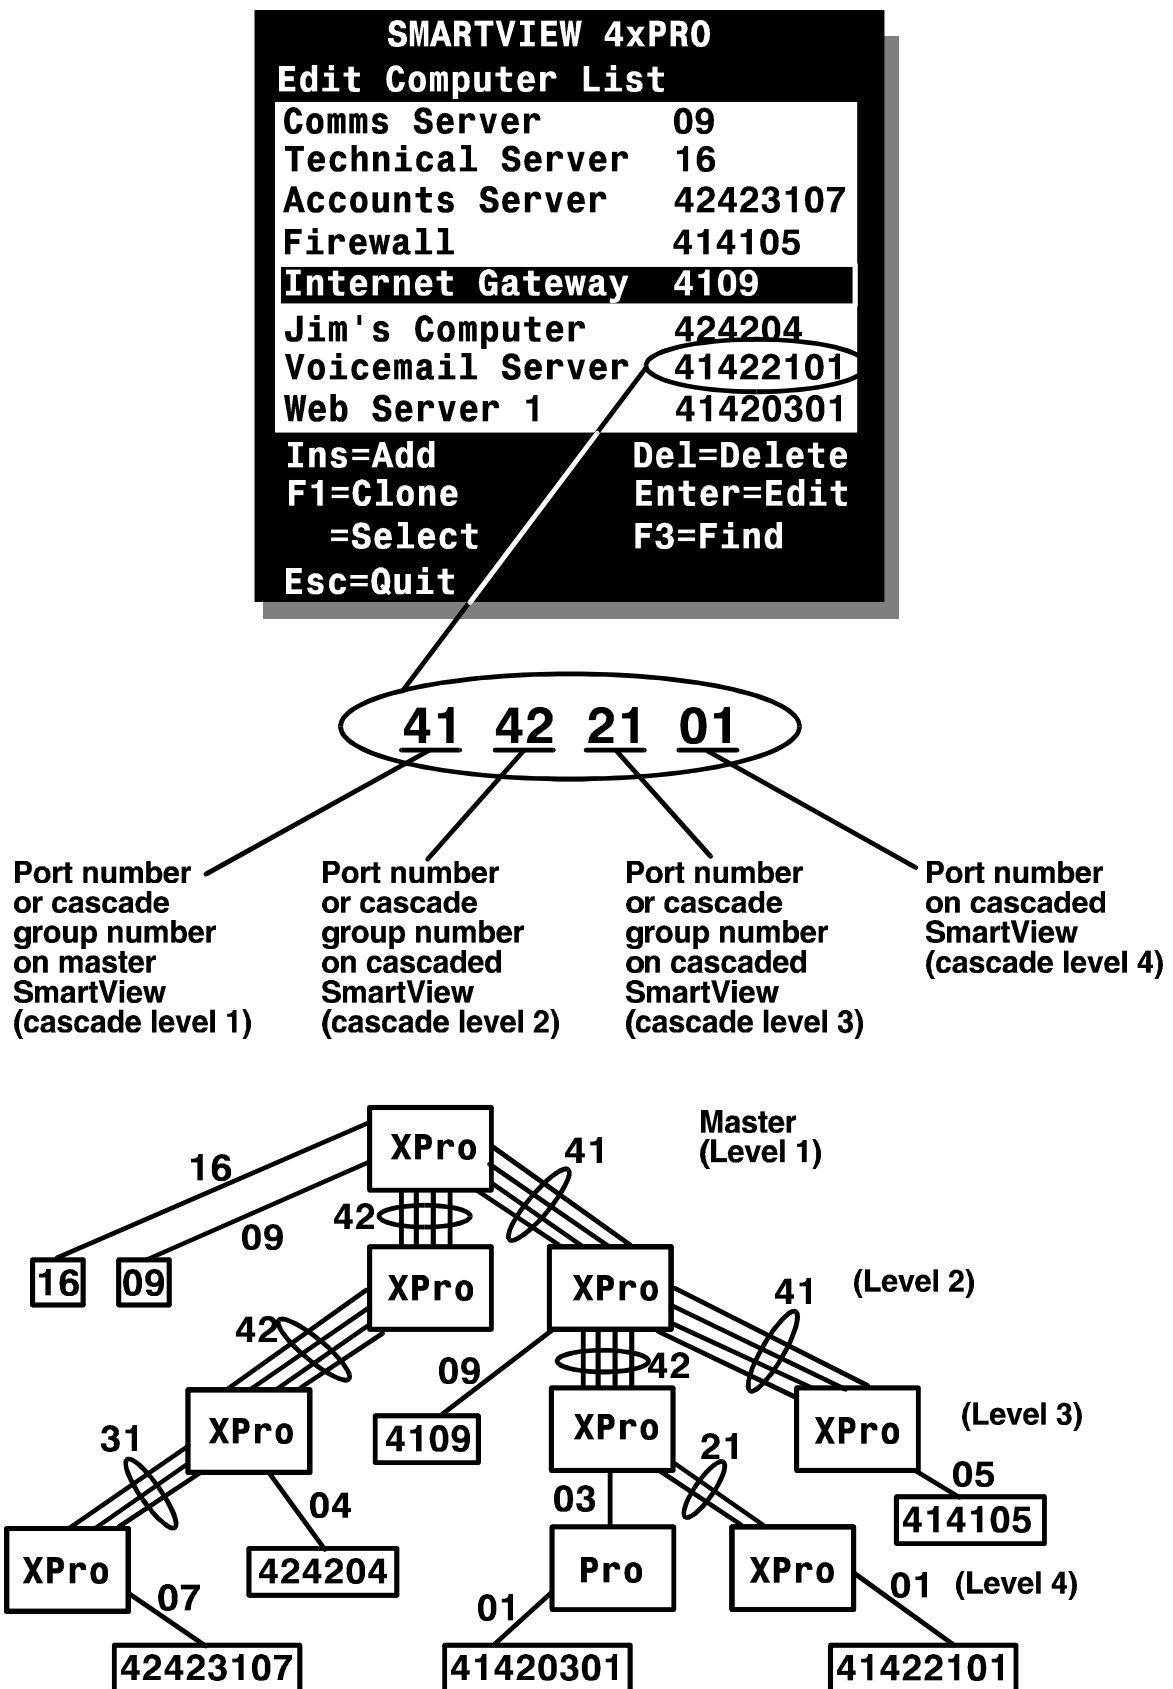 SMARTVIEW 4xPRO
Edit Computer List
Comms Server 09
Technical Server 16
Accounts Server 42423107
Firewall 414105
Internet Gateway 4109
Jim's Computer 424204
Voicemail Server 41422101
Web Server 1 41420301
Ins=Add Del=Delete
F1=Clone Enter=Edit
=Select F3=Find
Esc=Quit
41 42 21 01
Port number
or cascade
group number
on master
SmartView
(cascade level 1)
Port number
or cascade
group number
on cascaded
SmartView
(cascade level 2)
Port number
or cascade
group number
on cascaded
SmartView
(cascade level 3)
Port number
on cascaded
SmartView
(cascade level 4)
XPro
Master
(Level 1)
16
41
42
09
16
09
XPro
XPro
(Level 2)
41
42
09
42
XPro
4109
XPro
XPro
(Level 3)
31
21
05
04
03
414105
XPro
424204
Pro
XPro
(Level 4)
07
01
01
42423107
41420301
41422101